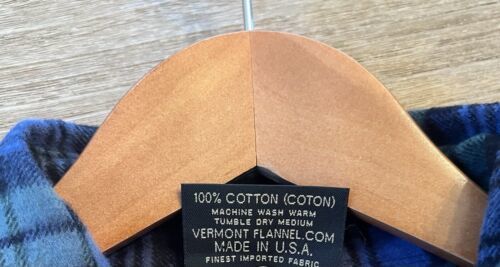 100% COTTON (COTON)
MACHINE WASH WARM
TUMBLE DRY MEDIUM
VERMONT FLANNEL.COM
MADE IN U.S.A.
FINEST IMPORTED FABRIC